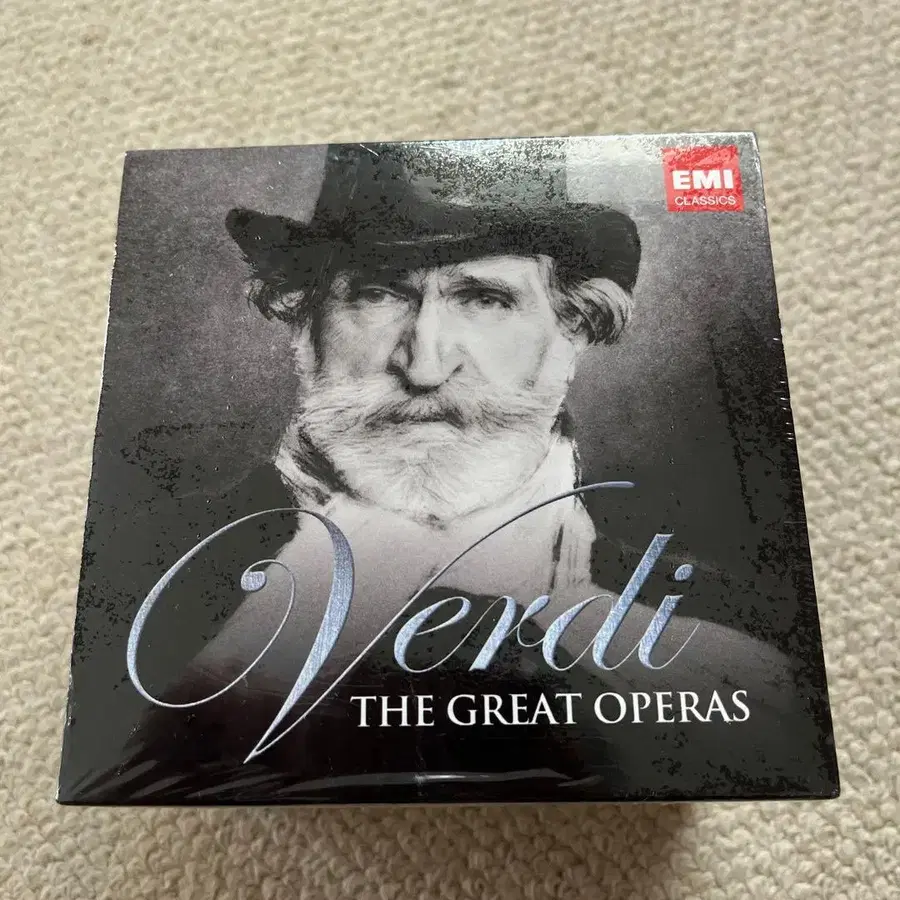 EMI
CLASSICS
Verdi
THE GREAT OPERAS